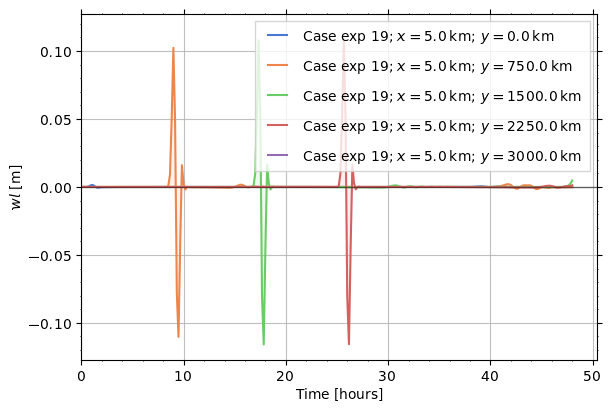 Case exp 19; x = 5.0 km; y = 0.0 km
Case exp 19; x = 5.0 km; y = 750.0 km
Case exp 19; x = 5.0 km; y = 1500.0 km
Case exp 19; x = 5.0 km; y = 2250.0 km
Case exp 19; x = 5.0 km; y = 3000.0 km
0.10
0.05
0.00
−0.05
−0.10
wl [m]
0 10 20 30 40 50
Time [hours]